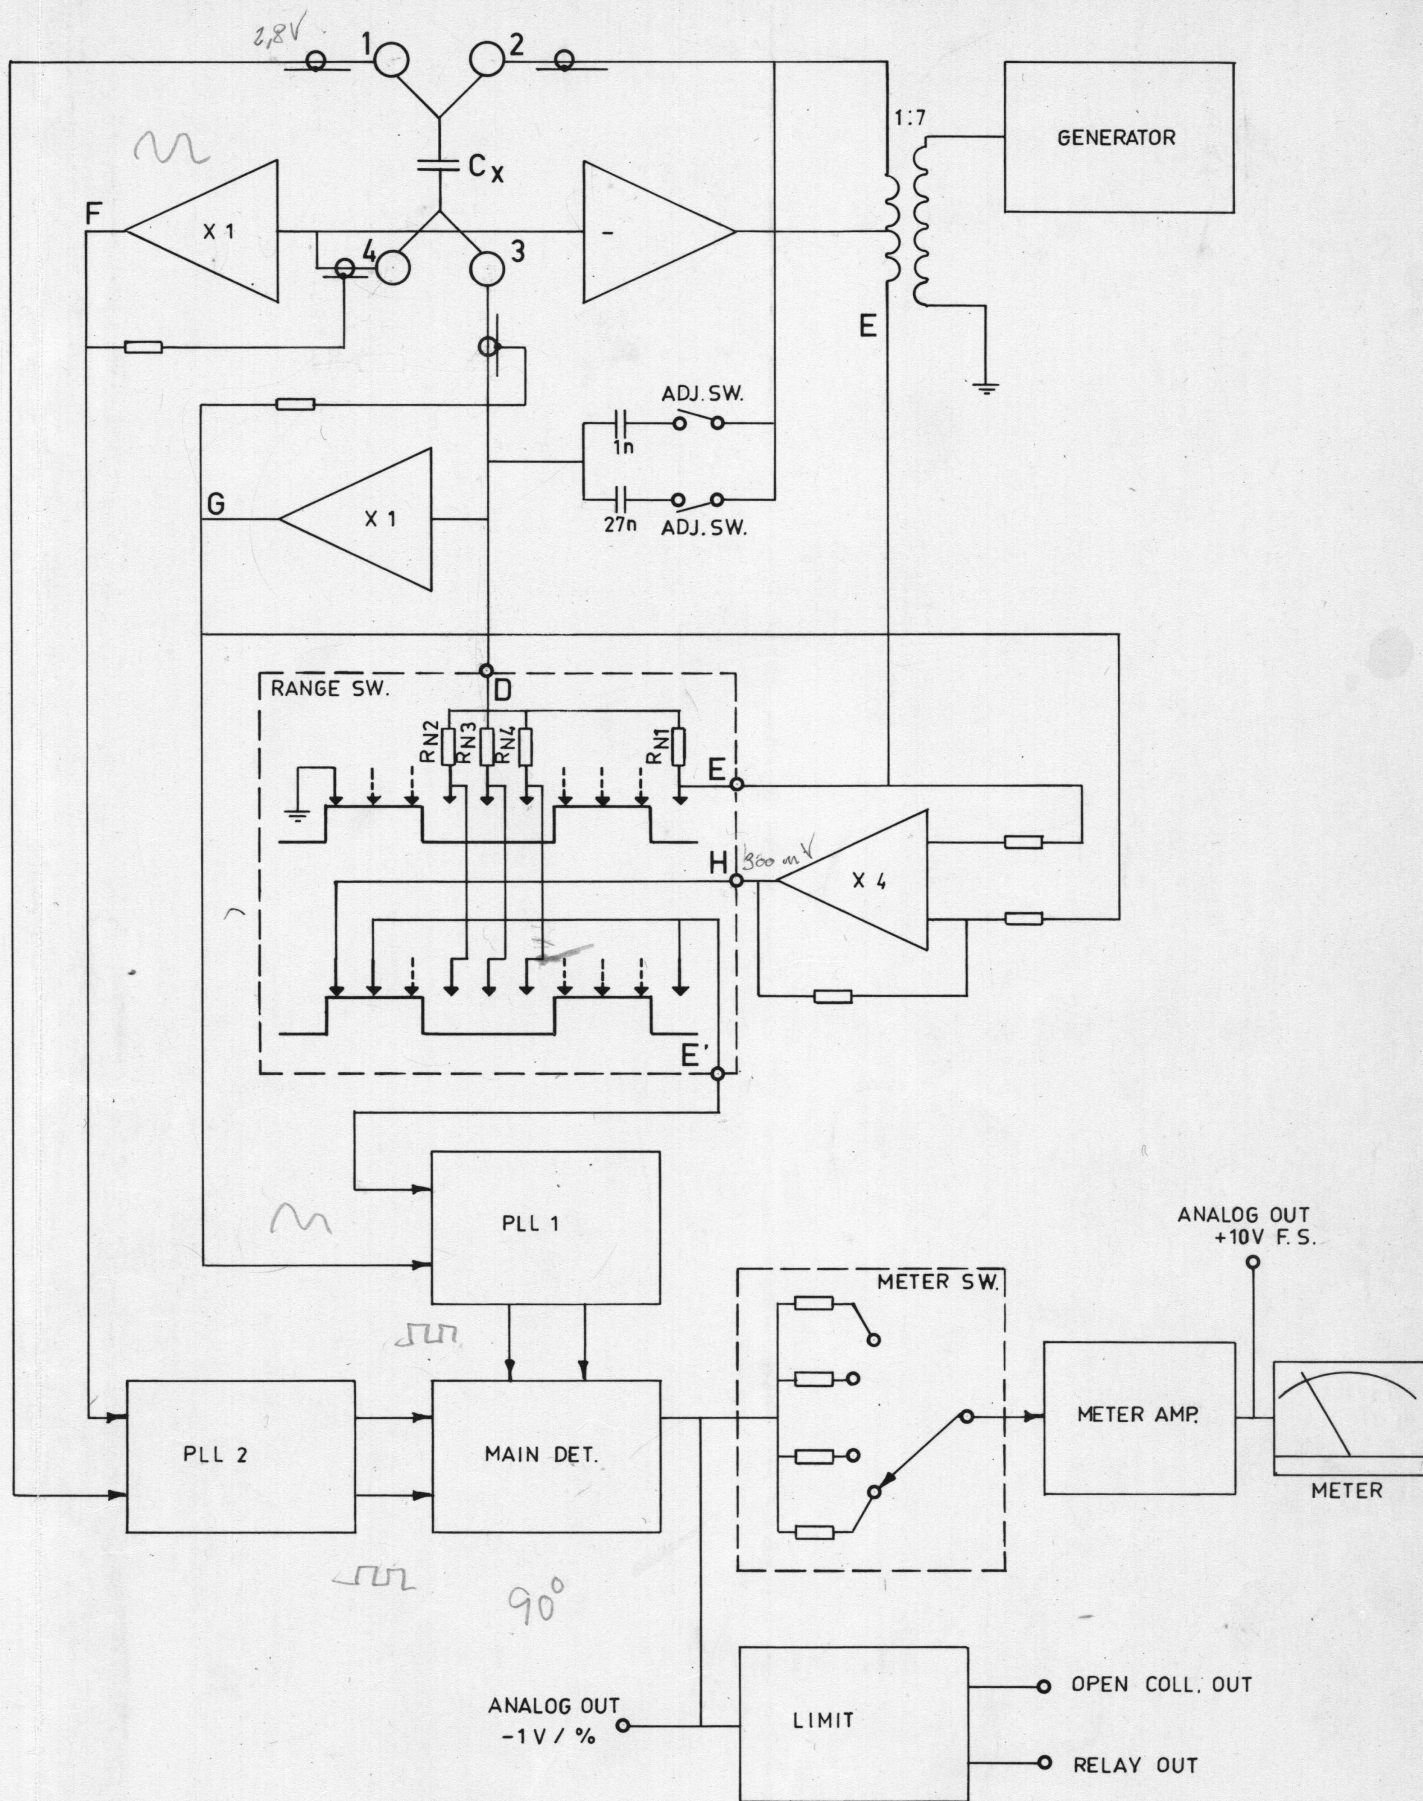 2,8V
1
2
1:7
GENERATOR
CX
F
X 1
-
4
3
E
ADJ. SW.
1n
G
X 1
27n
ADJ. SW.
RANGE SW.
D
RN2
RN3
RN4
RN1
E
H
300 mV
X 4
E'
PLL 1
ANALOG OUT
+10V F.S.
METER SW.
PLL 2
MAIN DET.
METER AMP.
METER
90°
ANALOG OUT
-1V / %
LIMIT
OPEN COLL. OUT
RELAY OUT